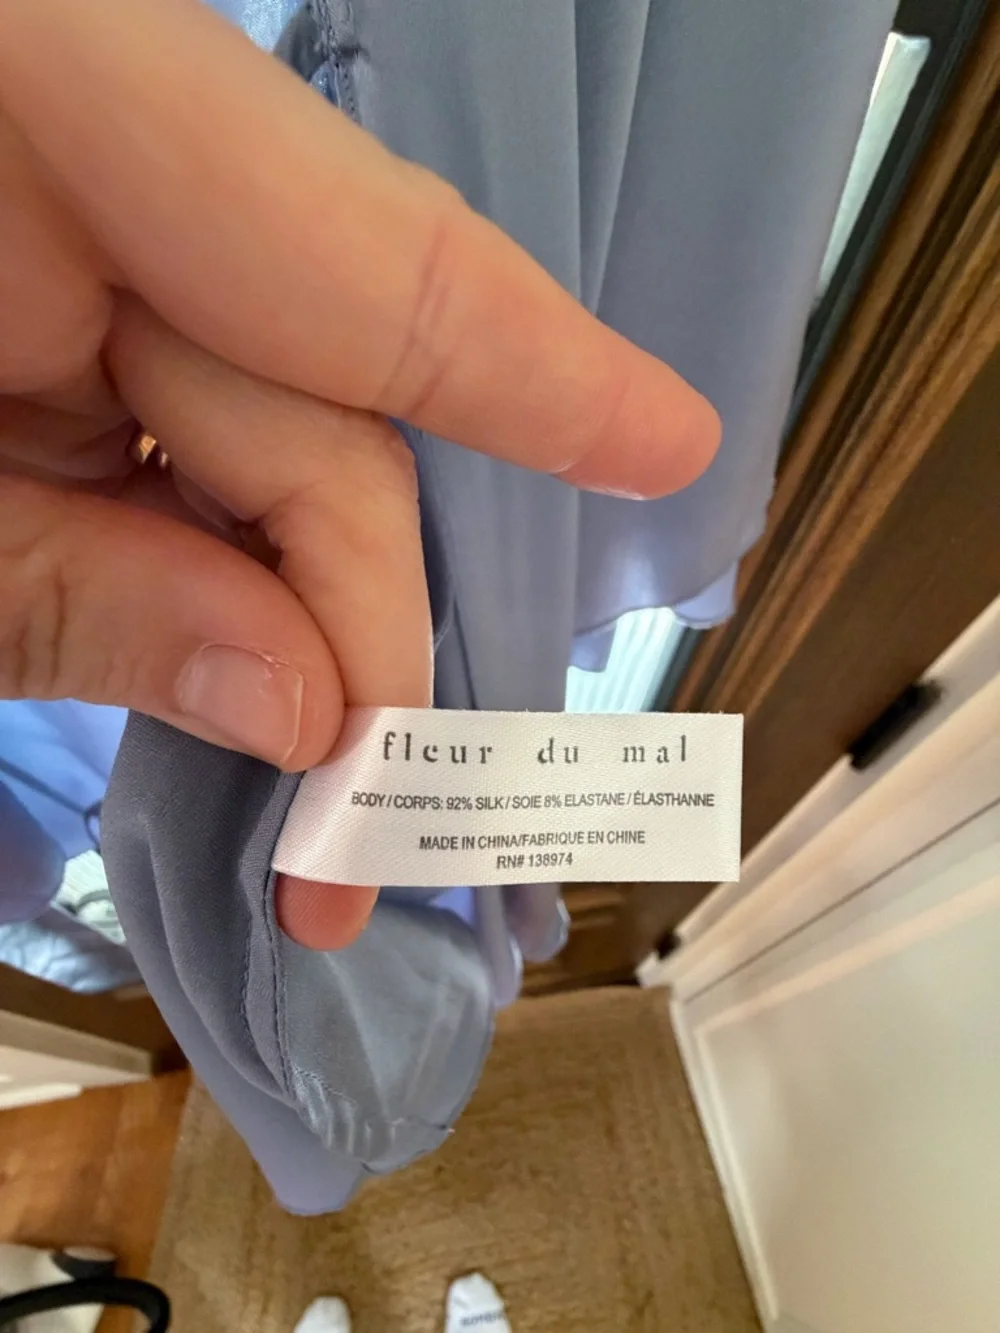 fleur du mal
BODY / CORPS: 92% SILK / SOIE 8% ELASTANE / ÉLASTHANNE
MADE IN CHINA/FABRIQUE EN CHINE
RN# 138974